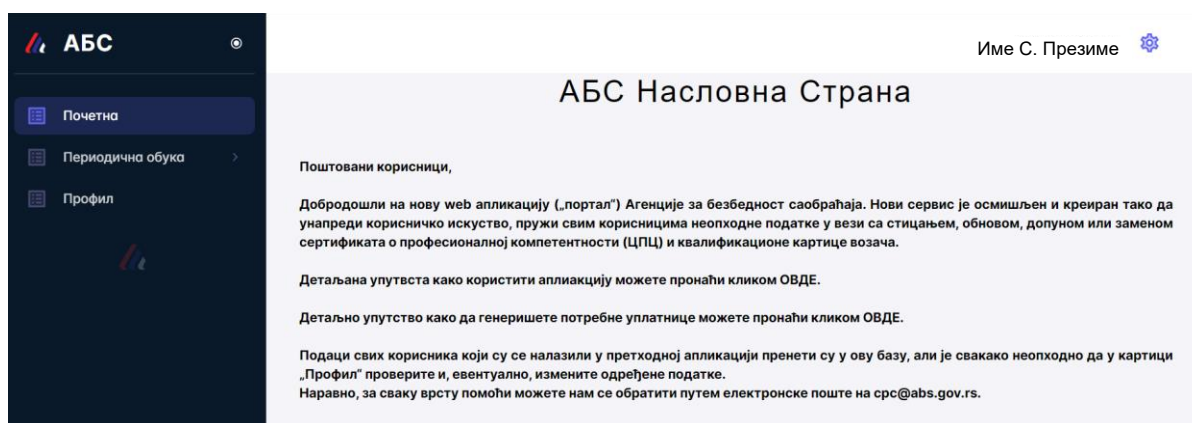 АБС
Име С. Презиме
АБС Насловна Страна
Почетна
Периодична обука
Профил
Поштовани корисници,
Добродошли на нову web апликацију („портал”) Агенције за безбедност саобраћаја. Нови сервис је осмишљен и креиран тако да
унапреди корисничко искуство, пружи свим корисницима неопходне податке у вези са стицањем, обновом, допуном или заменом
сертификата о професионалној компетентности (ЦПЦ) и квалификационе картице возача.
Детаљана упутвста како користити аплиакцију можете пронаћи кликом ОВДЕ.
Детаљно упутство како да генеришете потребне уплатнице можете пронаћи кликом ОВДЕ.
Подаци свих корисника који су се налазили у претходној апликацији пренети су у ову базу, али је свакако неопходно да у картици
„Профил” проверите и, евентуално, измените одређене податке.
Наравно, за сваку врсту помоћи можете нам се обратити путем електронске поште на cpc@abs.gov.rs.